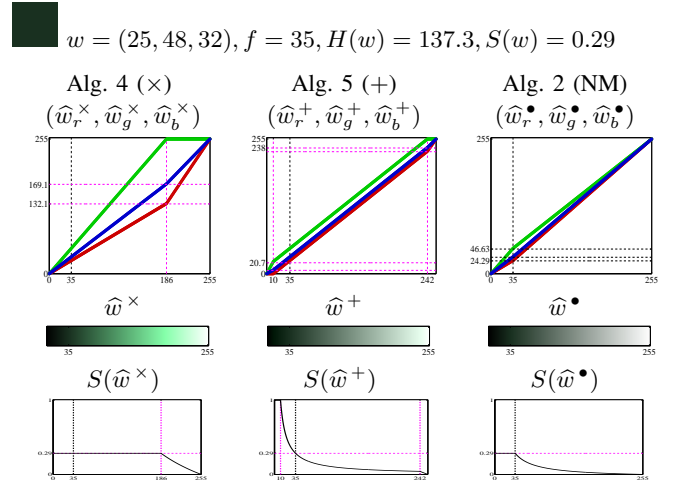 w = (25, 48, 32), f = 35, H(w) = 137.3, S(w) = 0.29
Alg. 4 (×) Alg. 5 (+) Alg. 2 (NM)
(ŵ_r^×, ŵ_g^×, ŵ_b^×) (ŵ_r^+, ŵ_g^+, ŵ_b^+) (ŵ_r^•, ŵ_g^•, ŵ_b^•)
255 255 255
238
169.1
132.1
46.63
20.7 24.29
0 0 0
0 35 186 255 0 10 35 242 0 35 255
ŵ^× ŵ^+ ŵ^•
35 255 35 255 35 255
S(ŵ^×) S(ŵ^+) S(ŵ^•)
1 1 1
0.29 0.29 0.29
0 0 0
0 35 186 255 10 35 242 0 35 255